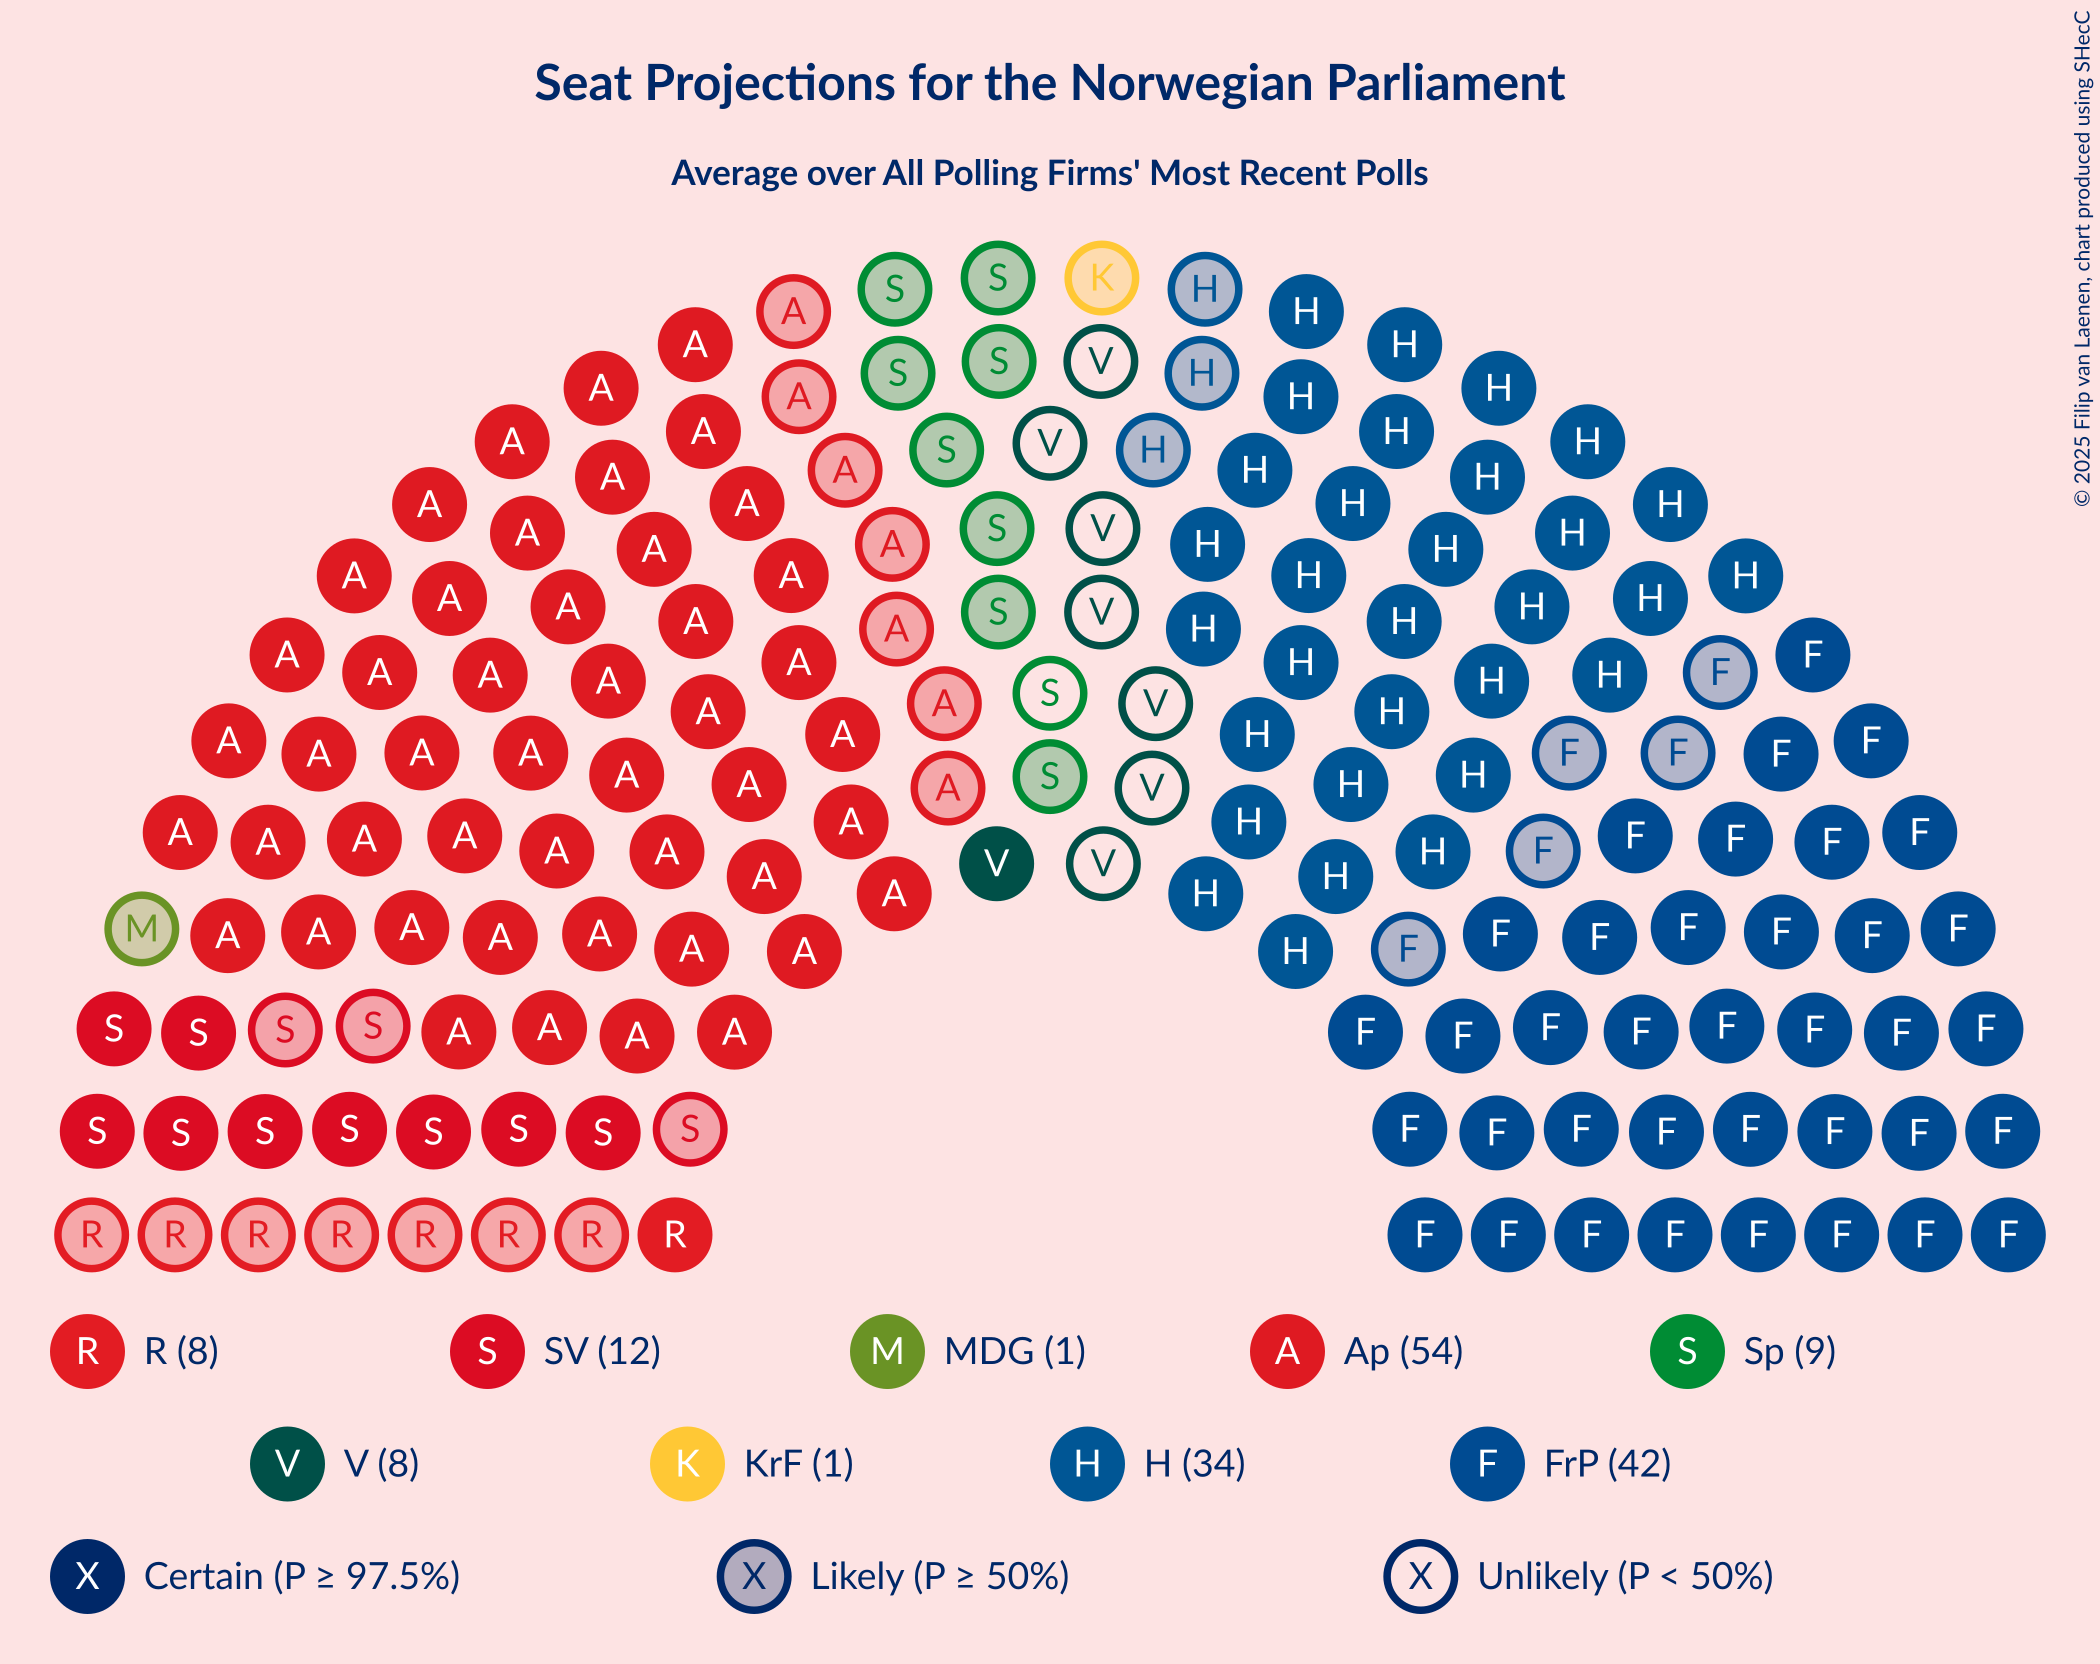 Seat Projections for the Norwegian Parliament
Average over All Polling Firms' Most Recent Polls
© 2025 Filip van Laenen, chart produced using SHecC
A S S K H H
A A A S S V H H H H
A A A A S V H H H H H
A A A A A S V H H H H H
A A A A A A S V H H H H H H
A A A A A A A S V H H H H F F
A A A A A A A A S V H H H F F F F
A A A A A A A A V V H H H F F F F F
M A A A A A A A A H H F F F F F F F
S S S S A A A A F F F F F F F F
S S S S S S S S F F F F F F F F
R R R R R R R R F F F F F F F F
R R (8) S SV (12) M MDG (1) A Ap (54) S Sp (9)
V V (8) K KrF (1) H H (34) F FrP (42)
X Certain (P ≥ 97.5%) X Likely (P ≥ 50%) X Unlikely (P < 50%)